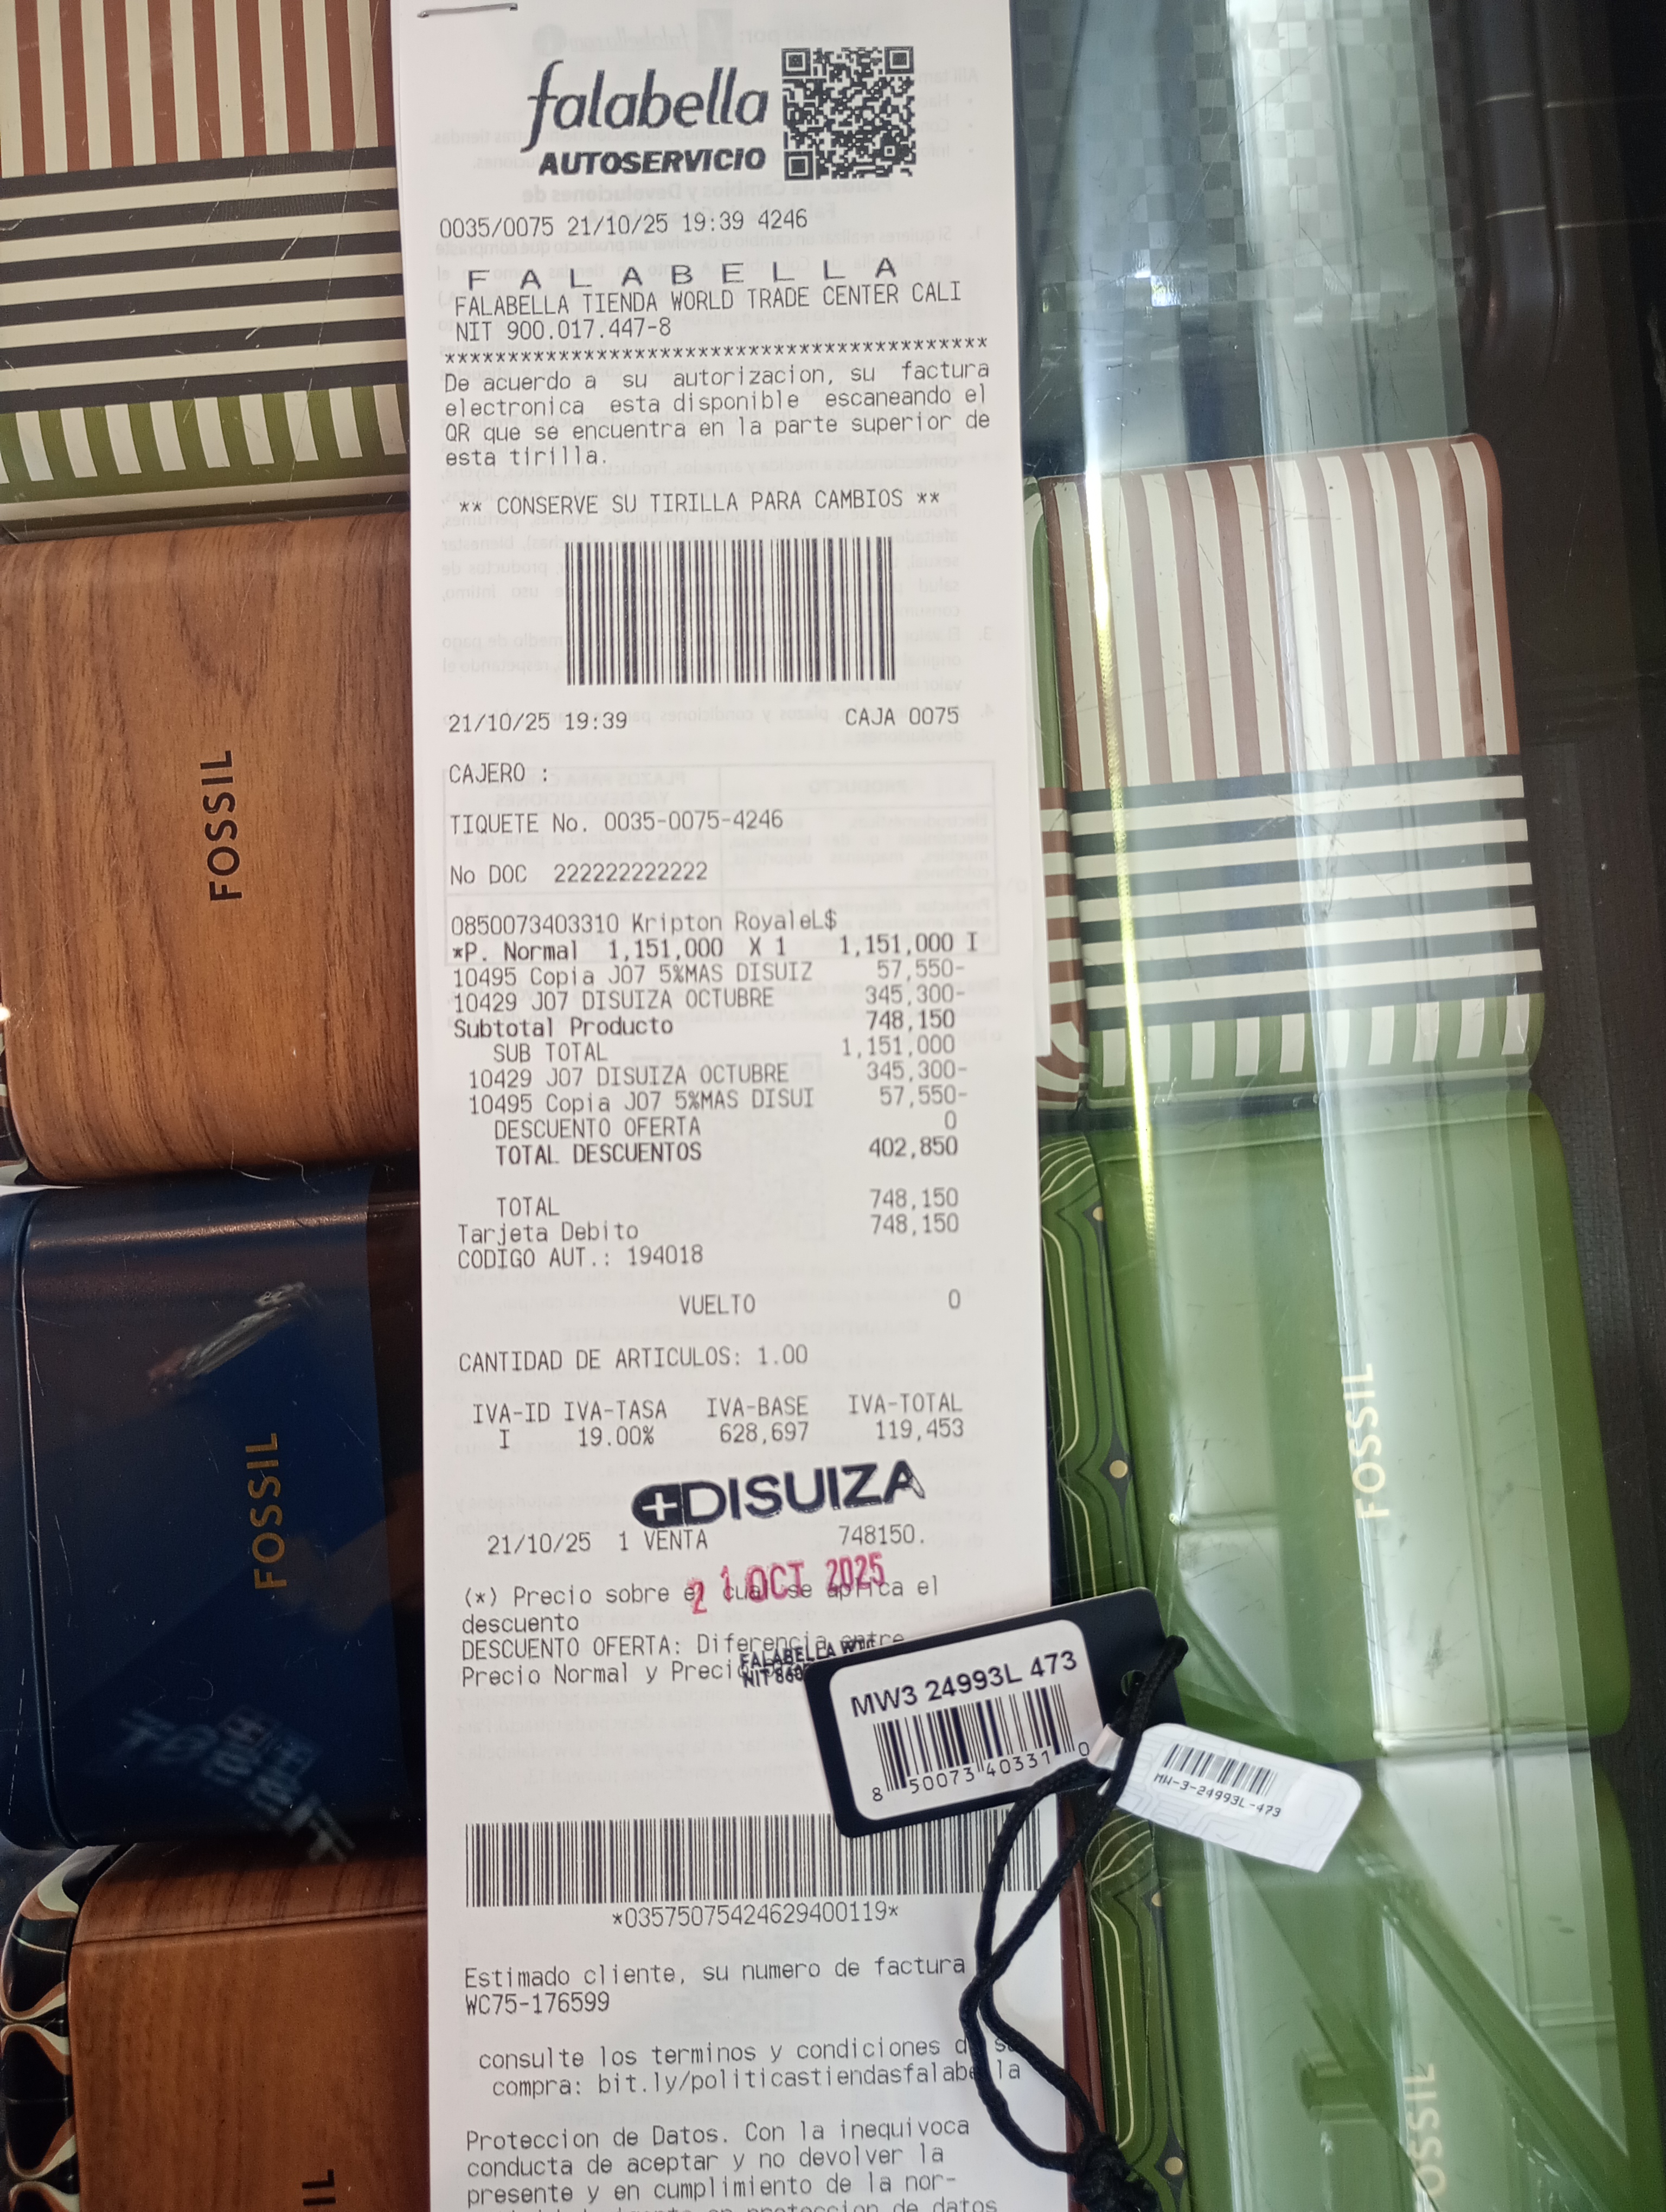 falabella
AUTOSERVICIO
0035/0075 21/10/25 19:39 4246
F A L A B E L L A
FALABELLA TIENDA WORLD TRADE CENTER CALI
NIT 900.017.447-8
*******************************************
De acuerdo a su autorizacion, su factura
electronica esta disponible escaneando el
QR que se encuentra en la parte superior de
esta tirilla.
** CONSERVE SU TIRILLA PARA CAMBIOS **
21/10/25 19:39 CAJA 0075
CAJERO :
TIQUETE No. 0035-0075-4246
No DOC 222222222222
0850073403310 Kripton RoyaleL$
*P. Normal 1,151,000 X 1 1,151,000 I
10495 Copia J07 5%MAS DISUIZ 57,550-
10429 J07 DISUIZA OCTUBRE 345,300-
Subtotal Producto 748,150
SUB TOTAL 1,151,000
10429 J07 DISUIZA OCTUBRE 345,300-
10495 Copia J07 5%MAS DISUI 57,550-
DESCUENTO OFERTA 0
TOTAL DESCUENTOS 402,850
TOTAL 748,150
Tarjeta Debito 748,150
CODIGO AUT.: 194018
VUELTO 0
CANTIDAD DE ARTICULOS: 1.00
IVA-ID IVA-TASA IVA-BASE IVA-TOTAL
I 19.00% 628,697 119,453
DISUIZA
21/10/25 1 VENTA 748150.
2 1 OCT 2025
(*) Precio sobre el cual se aplica el
descuento
DESCUENTO OFERTA: Diferencia entre
Precio Normal y Precio
FALABELLA WTC
NIT
MW3 24993L 473
8 50073 40331 0
MW-3-24993L-473
*03575075424629400119*
Estimado cliente, su numero de factura
WC75-176599
consulte los terminos y condiciones de su
compra: bit.ly/politicastiendasfalabella
Proteccion de Datos. Con la inequivoca
conducta de aceptar y no devolver la
presente y en cumplimiento de la nor-
proteccion de datos
FOSSIL
FOSSIL
FOSSIL
FOSSIL